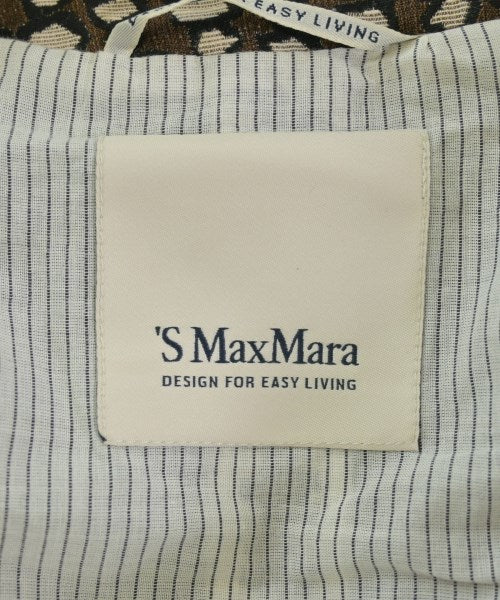 EASY LIVING
'S MaxMara
DESIGN FOR EASY LIVING